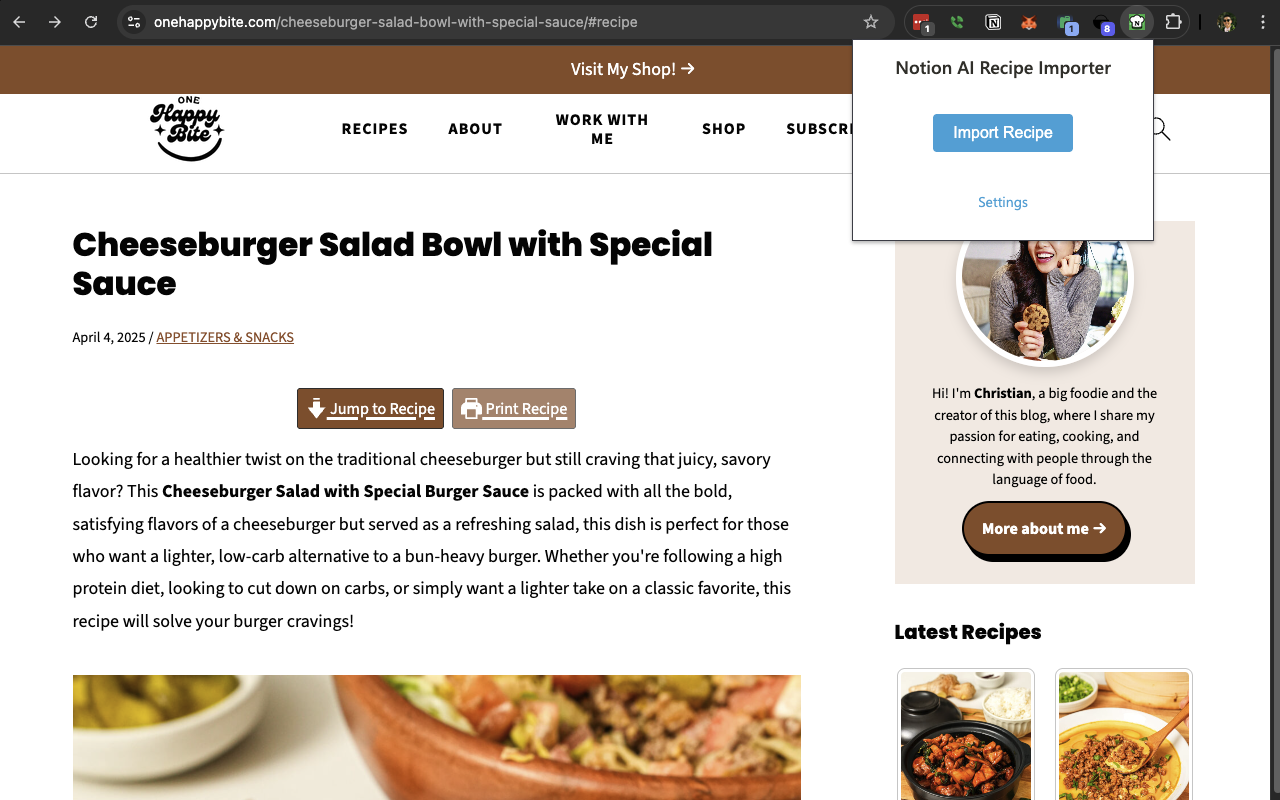 onehappybite.com/cheeseburger-salad-bowl-with-special-sauce/#recipe
1
1
8
Notion AI Recipe Importer
Import Recipe
Settings
Visit My Shop! →
ONE
Happy
Bite
RECIPES
ABOUT
WORK WITH
ME
SHOP
SUBSCRI
Cheeseburger Salad Bowl with Special
Sauce
April 4, 2025 / APPETIZERS & SNACKS
Jump to Recipe
Print Recipe
Looking for a healthier twist on the traditional cheeseburger but still craving that juicy, savory
flavor? This Cheeseburger Salad with Special Burger Sauce is packed with all the bold,
satisfying flavors of a cheeseburger but served as a refreshing salad, this dish is perfect for those
who want a lighter, low-carb alternative to a bun-heavy burger. Whether you're following a high
protein diet, looking to cut down on carbs, or simply want a lighter take on a classic favorite, this
recipe will solve your burger cravings!
Hi! I'm Christian, a big foodie and the
creator of this blog, where I share my
passion for eating, cooking, and
connecting with people through the
language of food.
More about me →
Latest Recipes